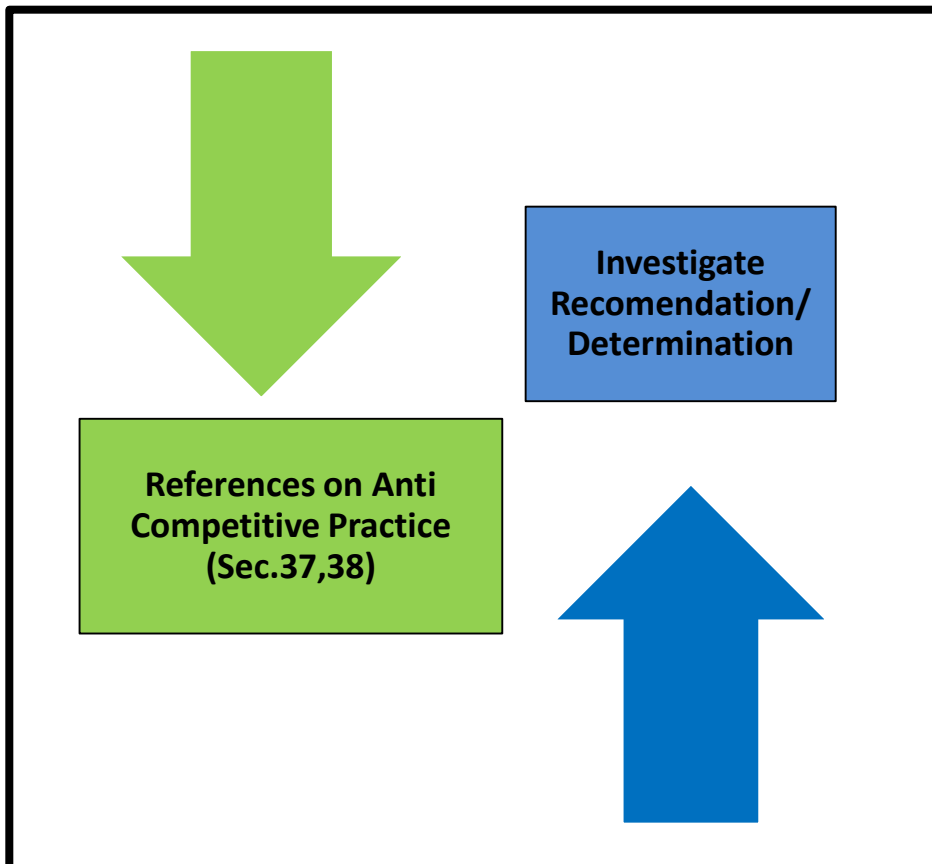 Investigate
Recomendation/
Determination
References on Anti
Competitive Practice
(Sec.37,38)